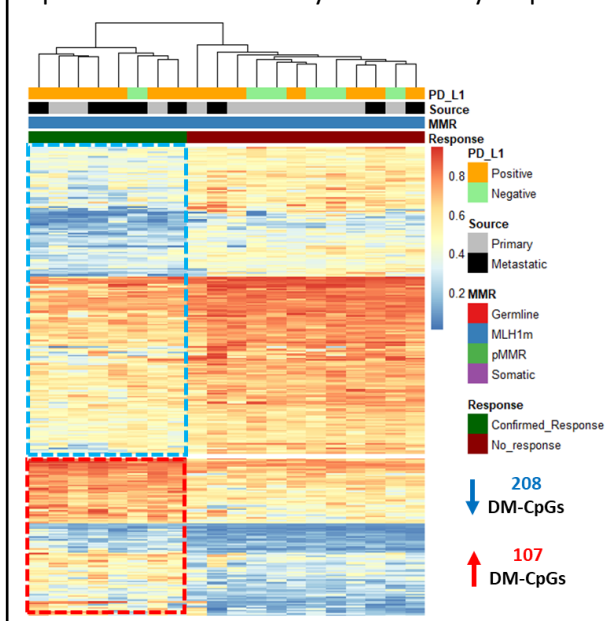 PD_L1
Source
MMR
Response
0.8
0.6
0.4
0.2
PD_L1
Positive
Negative
Source
Primary
Metastatic
MMR
Germline
MLH1m
pMMR
Somatic
Response
Confirmed_Response
No_response
208
DM-CpGs
107
DM-CpGs